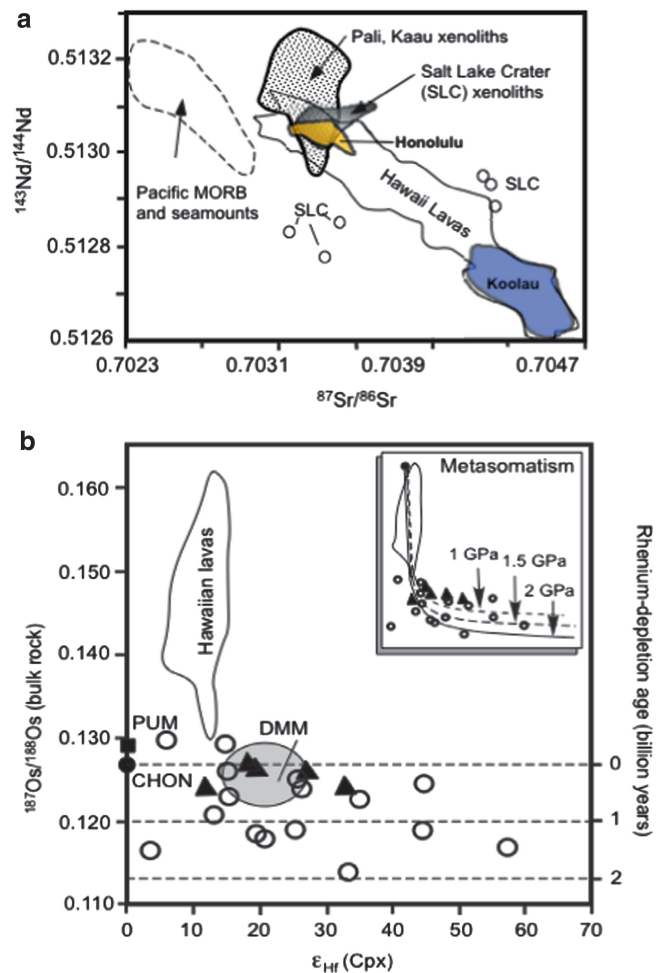 a
0.5132
0.5130
0.5128
0.5126
143Nd/144Nd
Pali, Kaau xenoliths
Salt Lake Crater
(SLC) xenoliths
Honolulu
Pacific MORB
and seamounts
SLC
SLC
Hawaii Lavas
Koolau
0.7023
0.7031
0.7039
0.7047
87Sr/86Sr
b
0.160
0.150
0.140
0.130
0.120
0.110
187Os/188Os (bulk rock)
Hawaiian lavas
Metasomatism
1 GPa
1.5 GPa
2 GPa
PUM
CHON
DMM
0
1
2
Rhenium-depletion age (billion years)
0
10
20
30
40
50
60
70
εHf (Cpx)